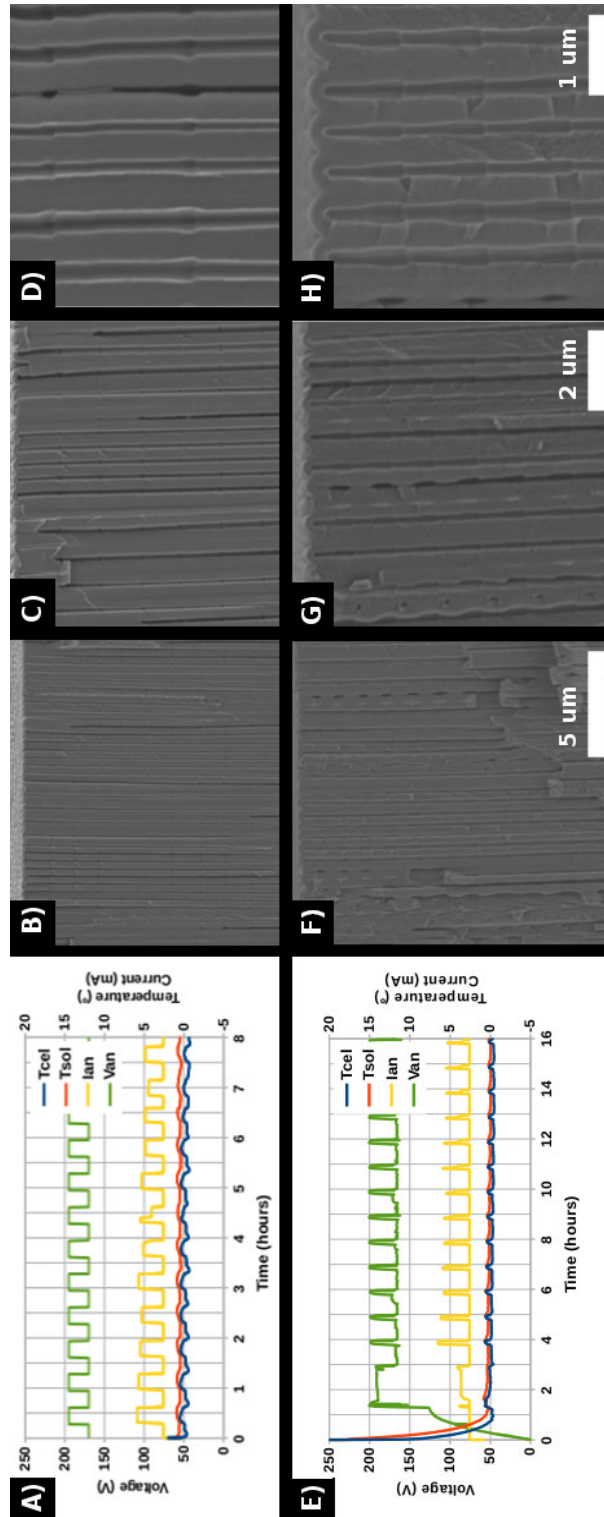 A)
Tcel
Tsol
Ian
Van
250
200
150
100
50
0
25
20
15
10
5
0
-5
0
1
2
3
4
5
6
7
8
Voltage (V)
Temperature (º)
Current (mA)
Time (hours)
B)
C)
D)
E)
Tcel
Tsol
Ian
Van
250
200
150
100
50
0
25
20
15
10
5
0
-5
0
2
4
6
8
10
12
14
16
Voltage (V)
Temperature (º)
Current (mA)
Time (hours)
F)
5 um
G)
2 um
H)
1 um